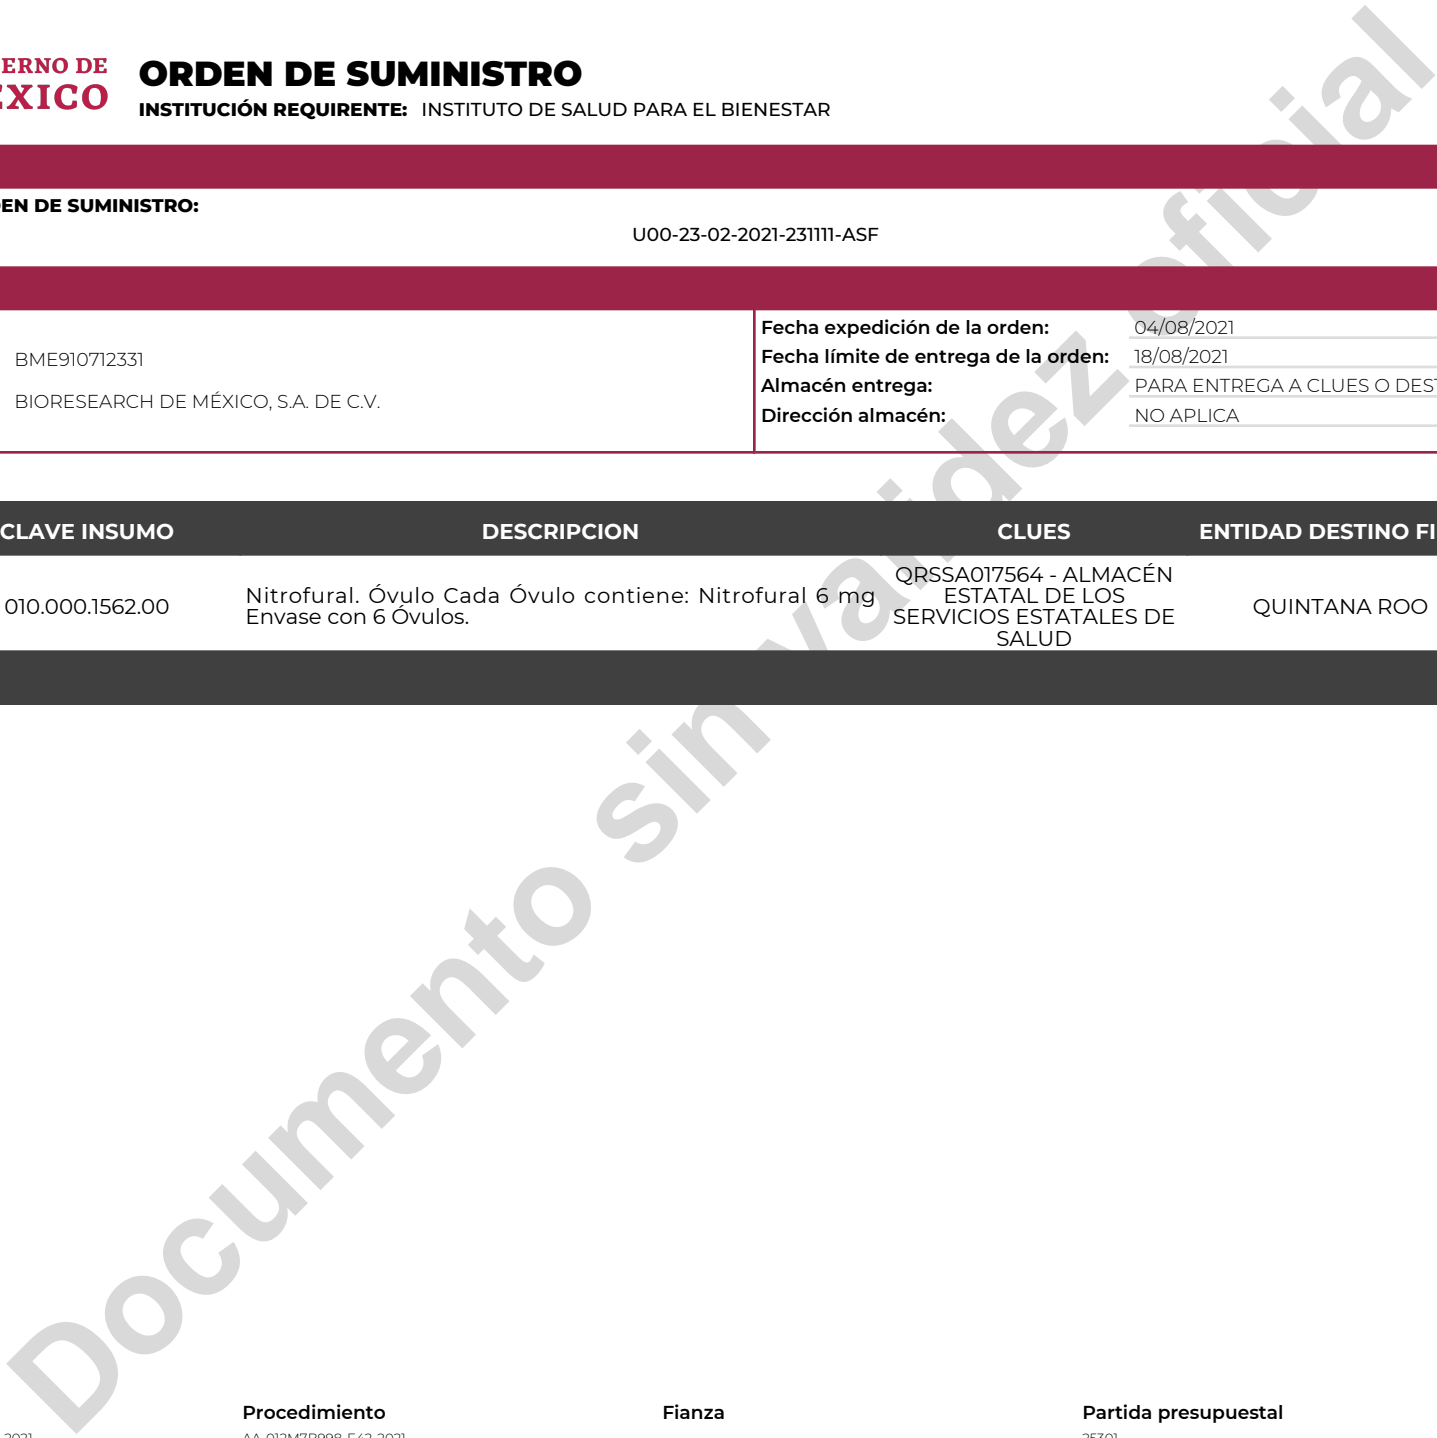 ERNO DE
ÉXICO
ORDEN DE SUMINISTRO
INSTITUCIÓN REQUIRENTE: INSTITUTO DE SALUD PARA EL BIENESTAR
EN DE SUMINISTRO:
U00-23-02-2021-231111-ASF
BME910712331
BIORESEARCH DE MÉXICO, S.A. DE C.V.
Fecha expedición de la orden: 04/08/2021
Fecha límite de entrega de la orden: 18/08/2021
Almacén entrega: PARA ENTREGA A CLUES O DEST
Dirección almacén: NO APLICA
CLAVE INSUMO DESCRIPCION CLUES ENTIDAD DESTINO FI
010.000.1562.00
Nitrofural. Óvulo Cada Óvulo contiene: Nitrofural 6 mg
Envase con 6 Óvulos.
QRSSA017564 - ALMACÉN
ESTATAL DE LOS
SERVICIOS ESTATALES DE
SALUD
QUINTANA ROO
Documento sin validez oficial
Procedimiento Fianza Partida presupuestal